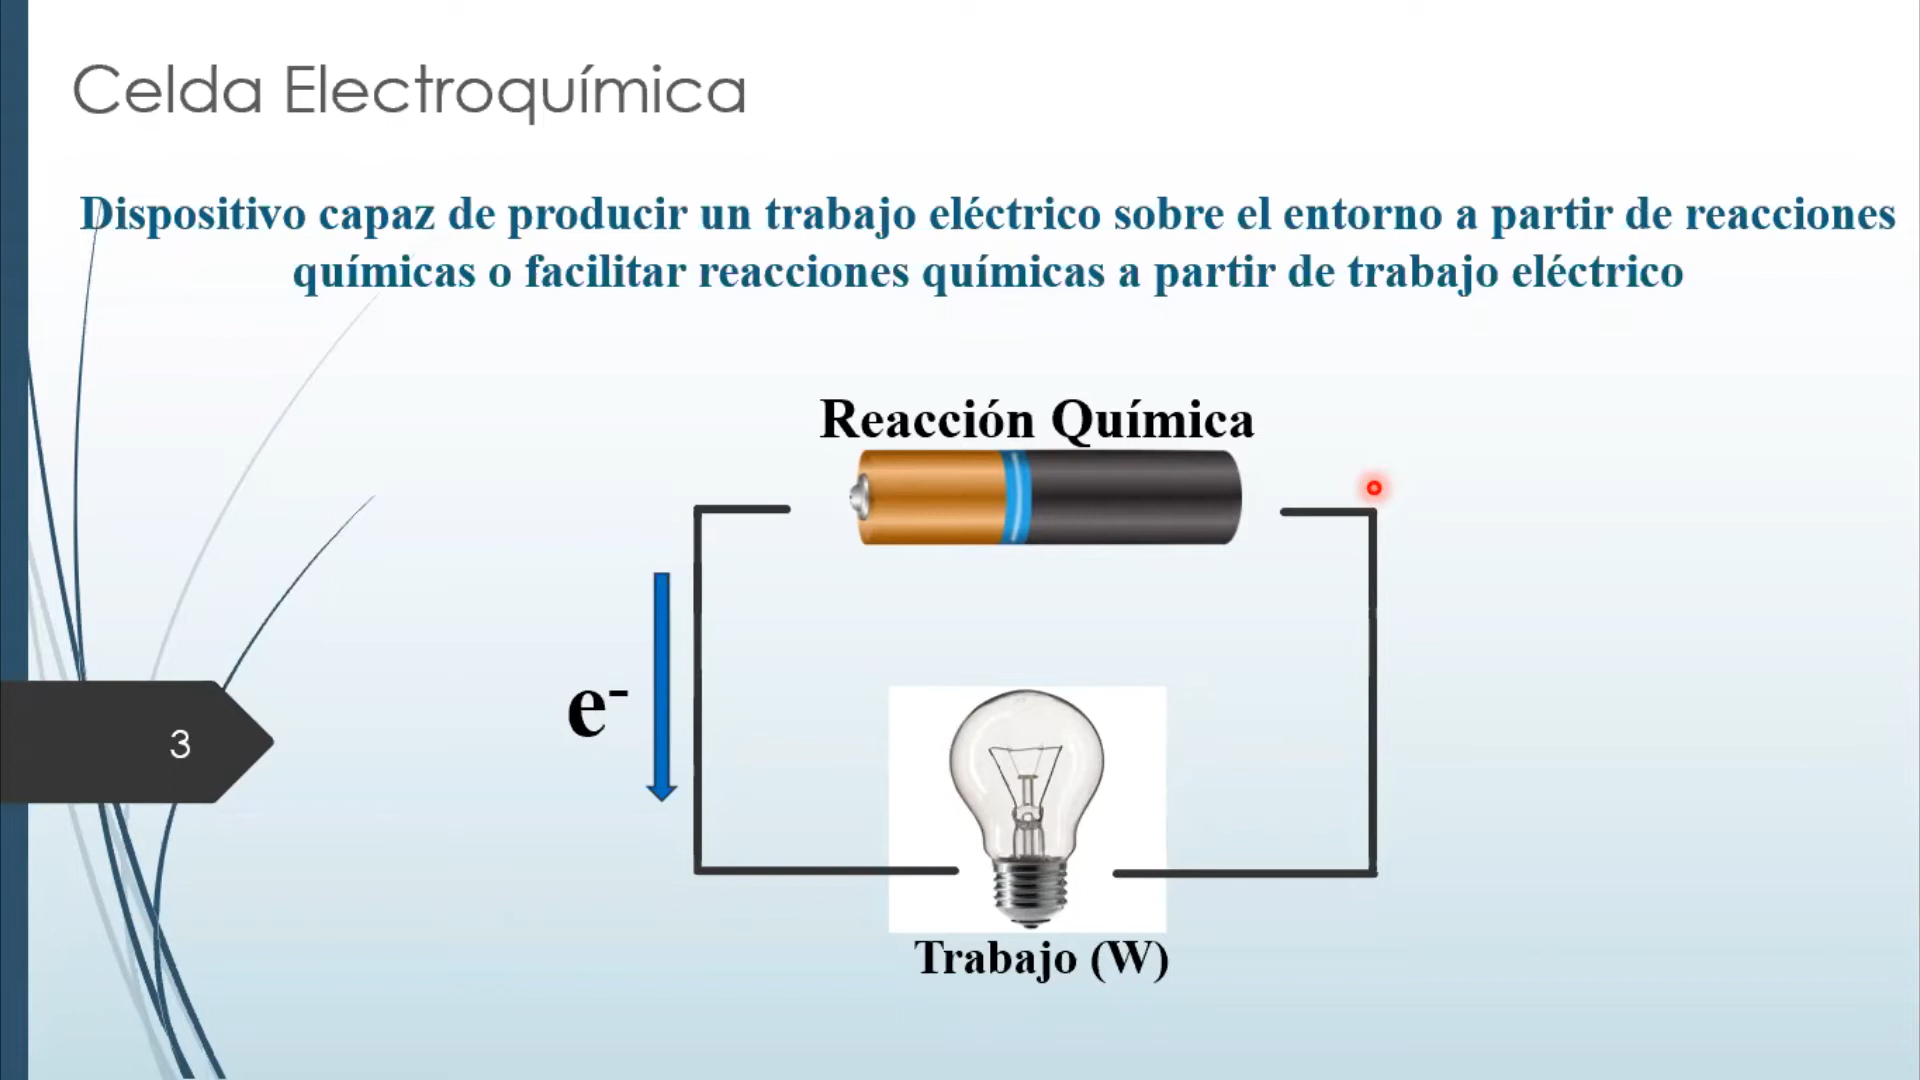 Celda Electroquímica
Dispositivo capaz de producir un trabajo eléctrico sobre el entorno a partir de reacciones
químicas o facilitar reacciones químicas a partir de trabajo eléctrico
Reacción Química
e-
3
Trabajo (W)